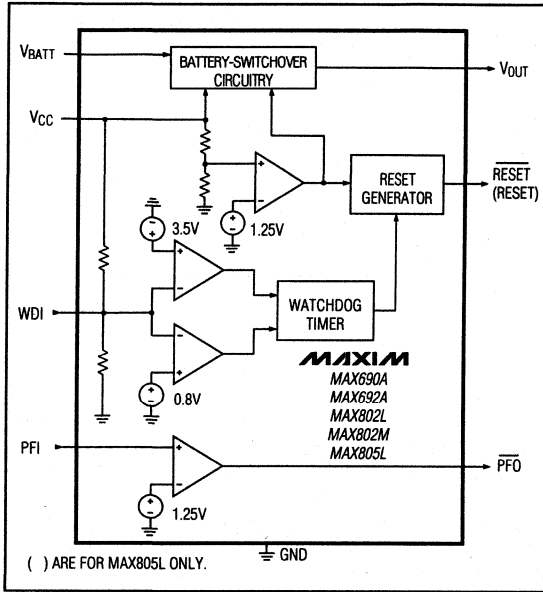 VBATT
BATTERY-SWITCHOVER
CIRCUITRY
VOUT
VCC
RESET
GENERATOR
RESET
(RESET)
+
−
1.25V
−
+
3.5V
+
−
WDI
WATCHDOG
TIMER
−
+
+
−
0.8V
MAXIM
MAX690A
MAX692A
MAX802L
MAX802M
MAX805L
PFI
+
−
PFO
+
−
1.25V
GND
( ) ARE FOR MAX805L ONLY.